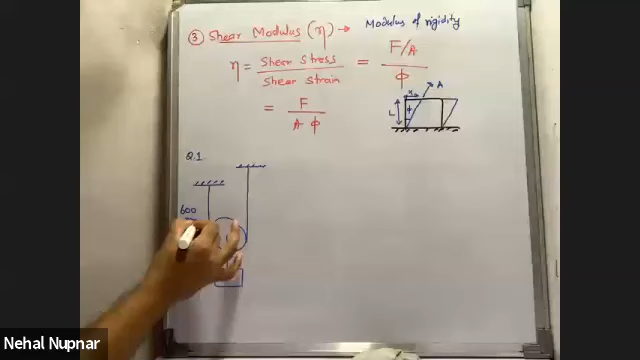 ③ Shear Modulus (η) → Modulus of rigidity
η = Shear stress / Shear strain = F/A / ϕ
= F / A ϕ
x A
L ϕ
Q.1
600
Nehal Nupnar